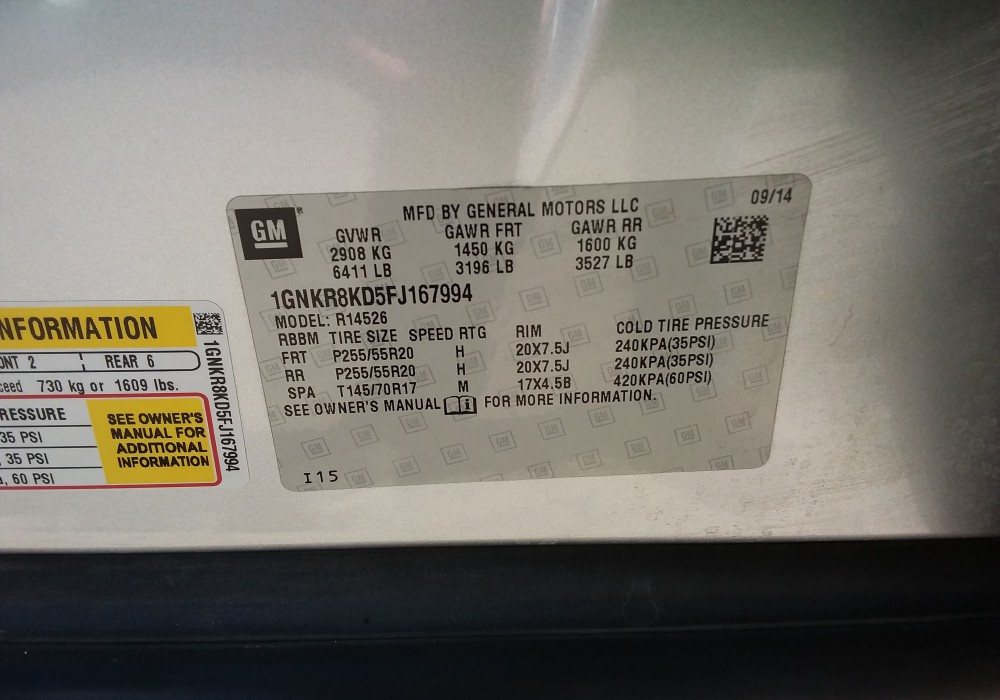 GM
MFD BY GENERAL MOTORS LLC
09/14
GVWR GAWR FRT GAWR RR
2908 KG 1450 KG 1600 KG
6411 LB 3196 LB 3527 LB
1GNKR8KD5FJ167994
MODEL: R14526
RBBM TIRE SIZE SPEED RTG RIM COLD TIRE PRESSURE
FRT P255/55R20 H 20X7.5J 240KPA(35PSI)
RR P255/55R20 H 20X7.5J 240KPA(35PSI)
SPA T145/70R17 M 17X4.5B 420KPA(60PSI)
SEE OWNER'S MANUAL i FOR MORE INFORMATION.
I15
NFORMATION
ONT 2 REAR 6
ceed 730 kg or 1609 lbs.
RESSURE
35 PSI
, 35 PSI
, 60 PSI
SEE OWNER'S
MANUAL FOR
ADDITIONAL
INFORMATION
1GNKR8KD5FJ167994